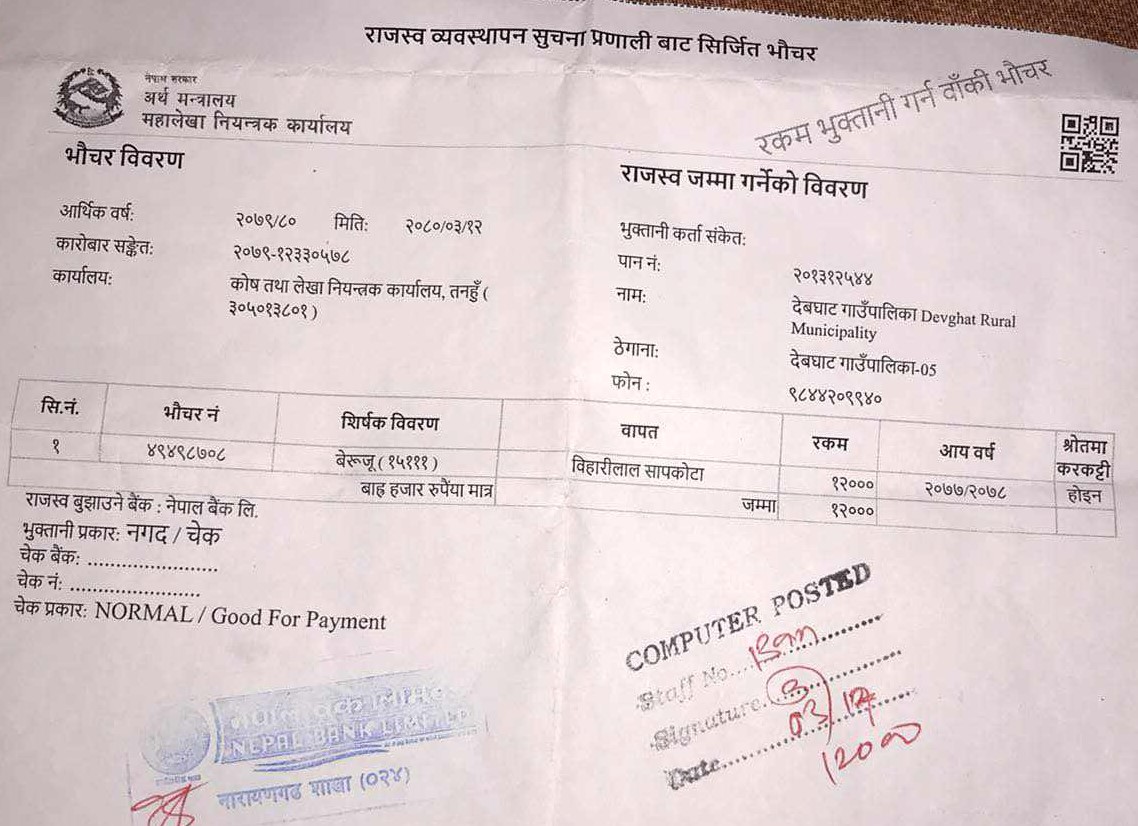 राजस्व व्यवस्थापन सुचना प्रणाली बाट सिर्जित भौचर
नेपाल सरकार
अर्थ मन्त्रालय
महालेखा नियन्त्रक कार्यालय
रकम भुक्तानी गर्न वाँकी भौचर
भौचर विवरण
आर्थिक वर्ष: २०७९/८० मिति: २०८०/०३/१२
कारोबार सङ्केत: २०७९-१२३३०५७८
कार्यालय: कोष तथा लेखा नियन्त्रक कार्यालय, तनहुँ (
३०५०१३८०१ )
राजस्व जम्मा गर्नेको विवरण
भुक्तानी कर्ता संकेत:
पान नं: २०१३१२५४४
नाम: देबघाट गाउँपालिका Devghat Rural
Municipality
ठेगाना: देबघाट गाउँपालिका-05
फोन : ९८४४२०९९४०
सि.नं. भौचर नं शिर्षक विवरण वापत रकम आय वर्ष श्रोतमा
करकट्टी
१ ४९४९८७०८ बेरूजू ( १५१११ ) विहारीलाल सापकोटा १२००० २०७७/२०७८ होइन
बाह्र हजार रुपैंया मात्र जम्मा १२०००
राजस्व बुझाउने बैंक : नेपाल बैंक लि.
भुक्तानी प्रकार: नगद / चेक
चेक बैंक: ........................
चेक नं: ........................
चेक प्रकार: NORMAL / Good For Payment
COMPUTER POSTED
Staff No...
Signature...
Date...
12000
NEPAL BANK LIMITED
नारायणगढ शाखा (०२४)